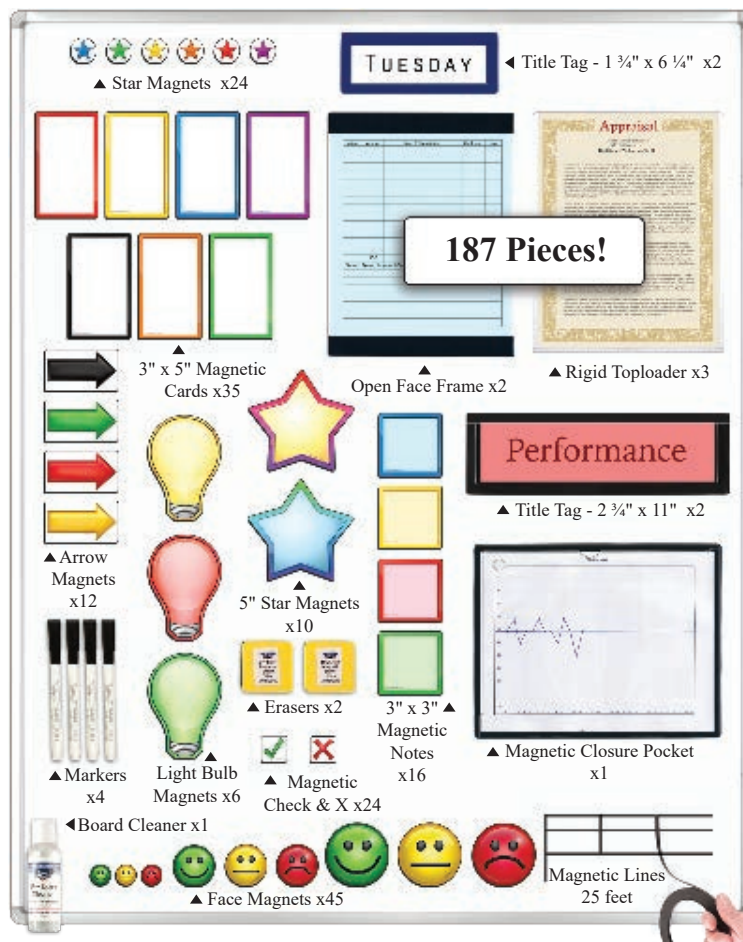 ▲ Star Magnets x24
TUESDAY
◀ Title Tag - 1 ¾" x 6 ¼" x2
Appraisal
187 Pieces!
▲
3" x 5" Magnetic
Cards x35
▲
Open Face Frame x2
▲ Rigid Toploader x3
Performance
▲ Title Tag - 2 ¾" x 11" x2
▲ Arrow
Magnets
x12
▲
5" Star Magnets
x10
▲ Erasers x2
3" x 3" ▲
Magnetic
Notes
x16
▲ Magnetic Closure Pocket
x1
▲ Markers
x4
▲
Light Bulb
Magnets x6
▲ Magnetic
Check & X x24
◀ Board Cleaner x1
▲ Face Magnets x45
Magnetic Lines
25 feet